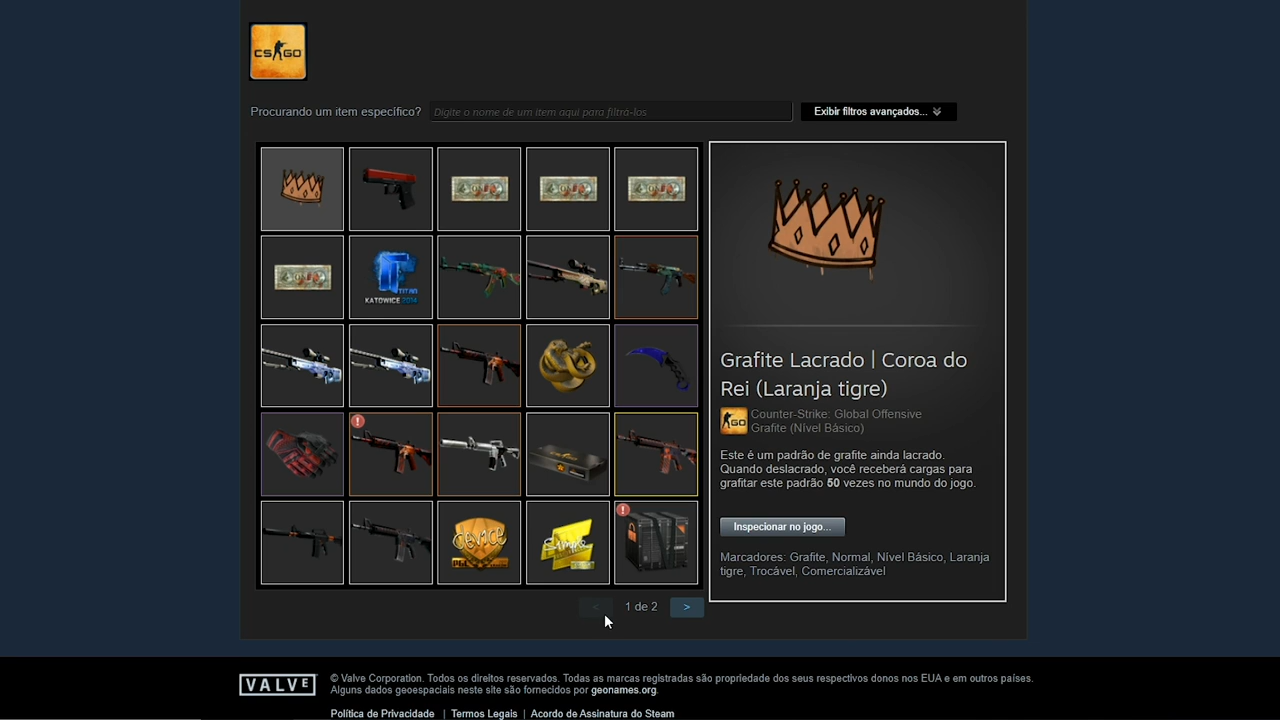 CS GO
Procurando um item específico?
Digite o nome de um item aqui para filtrá-los
Exibir filtros avançados...
TITAN
KATOWICE 2014
Grafite Lacrado | Coroa do
Rei (Laranja tigre)
GO
Counter-Strike: Global Offensive
Grafite (Nível Básico)
Este é um padrão de grafite ainda lacrado.
Quando deslacrado, você receberá cargas para
grafitar este padrão 50 vezes no mundo do jogo.
Inspecionar no jogo...
Marcadores: Grafite, Normal, Nível Básico, Laranja
tigre, Trocável, Comercializável
device
< 1 de 2 >
VALVE
© Valve Corporation. Todos os direitos reservados. Todas as marcas registradas são propriedade dos seus respectivos donos nos EUA e em outros países.
Alguns dados geoespaciais neste site são fornecidos por geonames.org.
Política de Privacidade | Termos Legais | Acordo de Assinatura do Steam